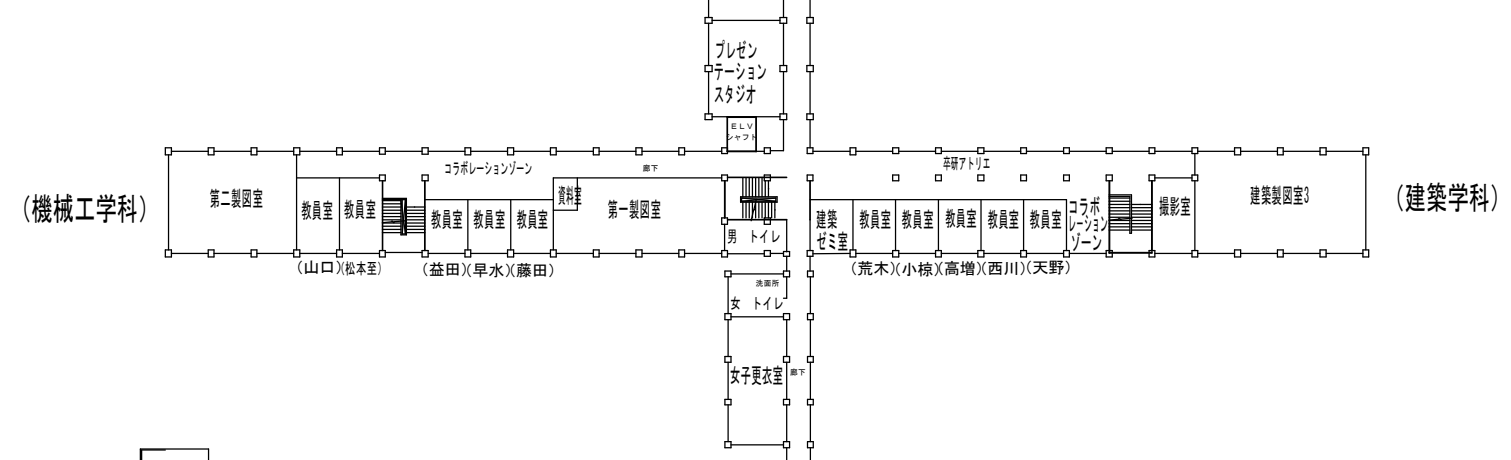 プレゼン
テーション
スタジオ
ELV
シャフト
コラボレーションゾーン
廊下
卒研アトリエ
(機械工学科)
第二製図室
教員室
教員室
教員室
教員室
教員室
資料室
第一製図室
男 トイレ
建築
ゼミ室
教員室
教員室
教員室
教員室
教員室
コラボ
レーション
ゾーン
撮影室
建築製図室3
(建築学科)
(山口)
(松本至)
(益田)
(早水)
(藤田)
(荒木)
(小椋)
(高増)
(西川)
(天野)
洗面所
女 トイレ
女子更衣室
廊下